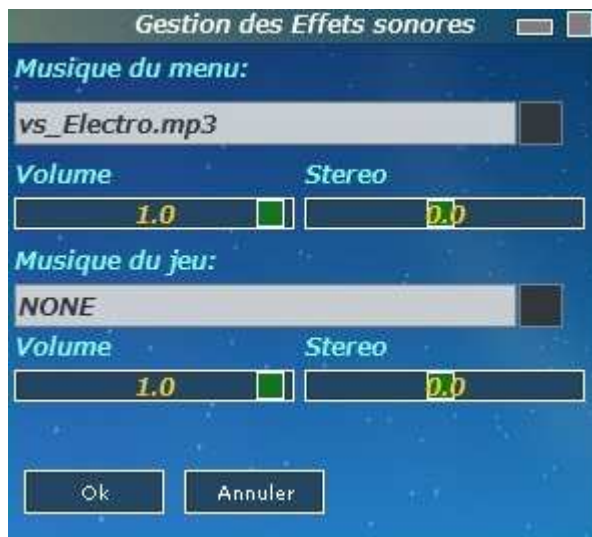 Gestion des Effets sonores
Musique du menu:
vs_Electro.mp3
Volume Stereo
1.0 0.0
Musique du jeu:
NONE
Volume Stereo
1.0 0.0
Ok Annuler